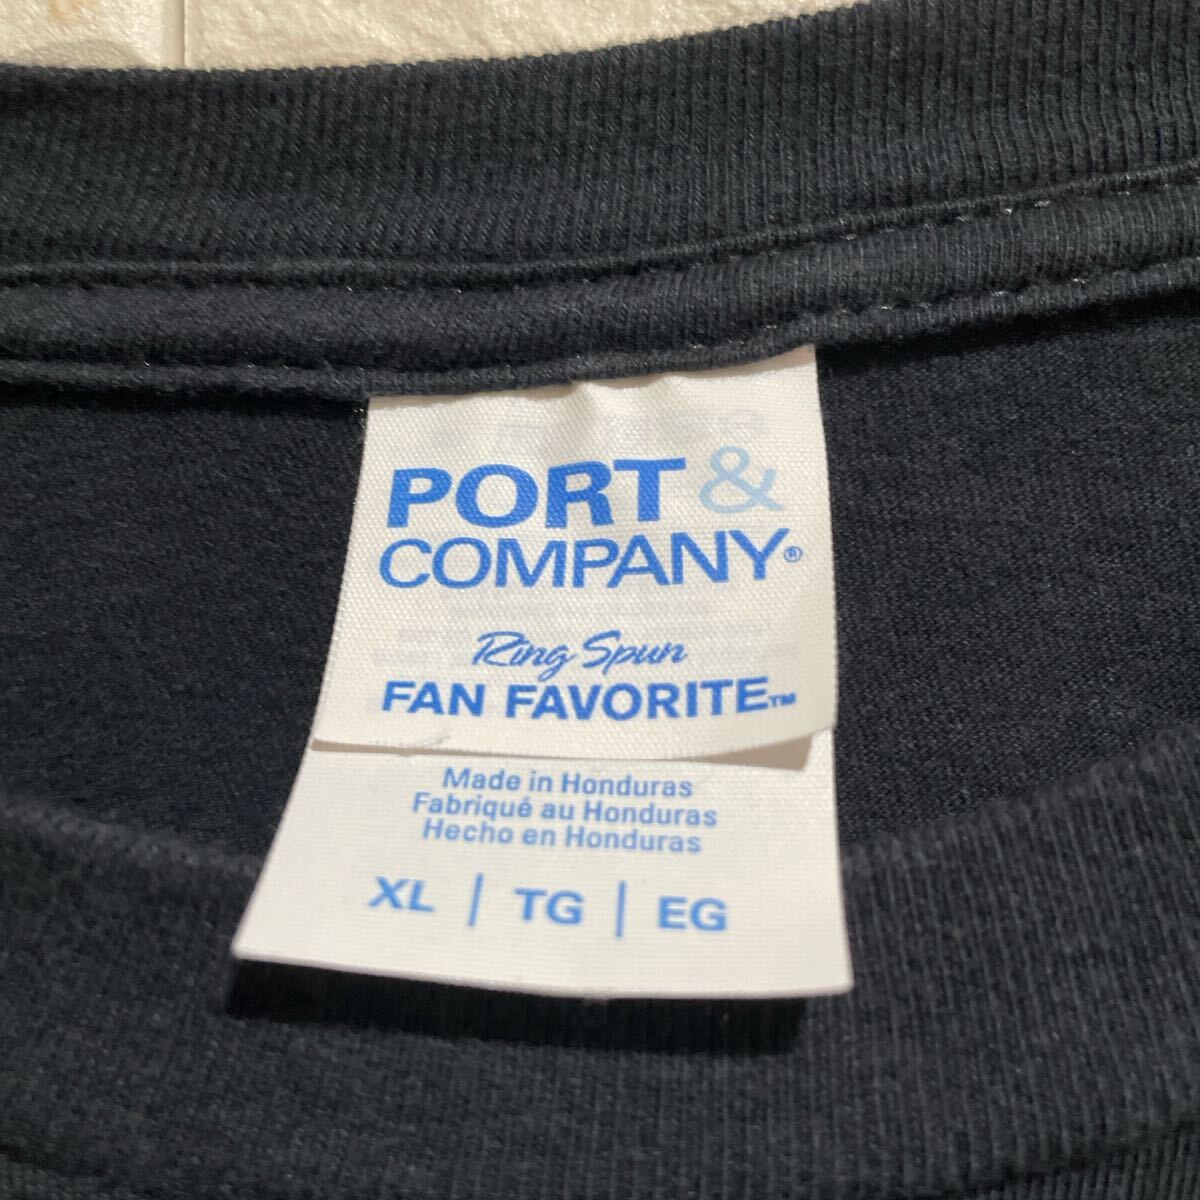 PORT &
COMPANY®
Ring Spun
FAN FAVORITE™
Made in Honduras
Fabriqué au Honduras
Hecho en Honduras
XL | TG | EG